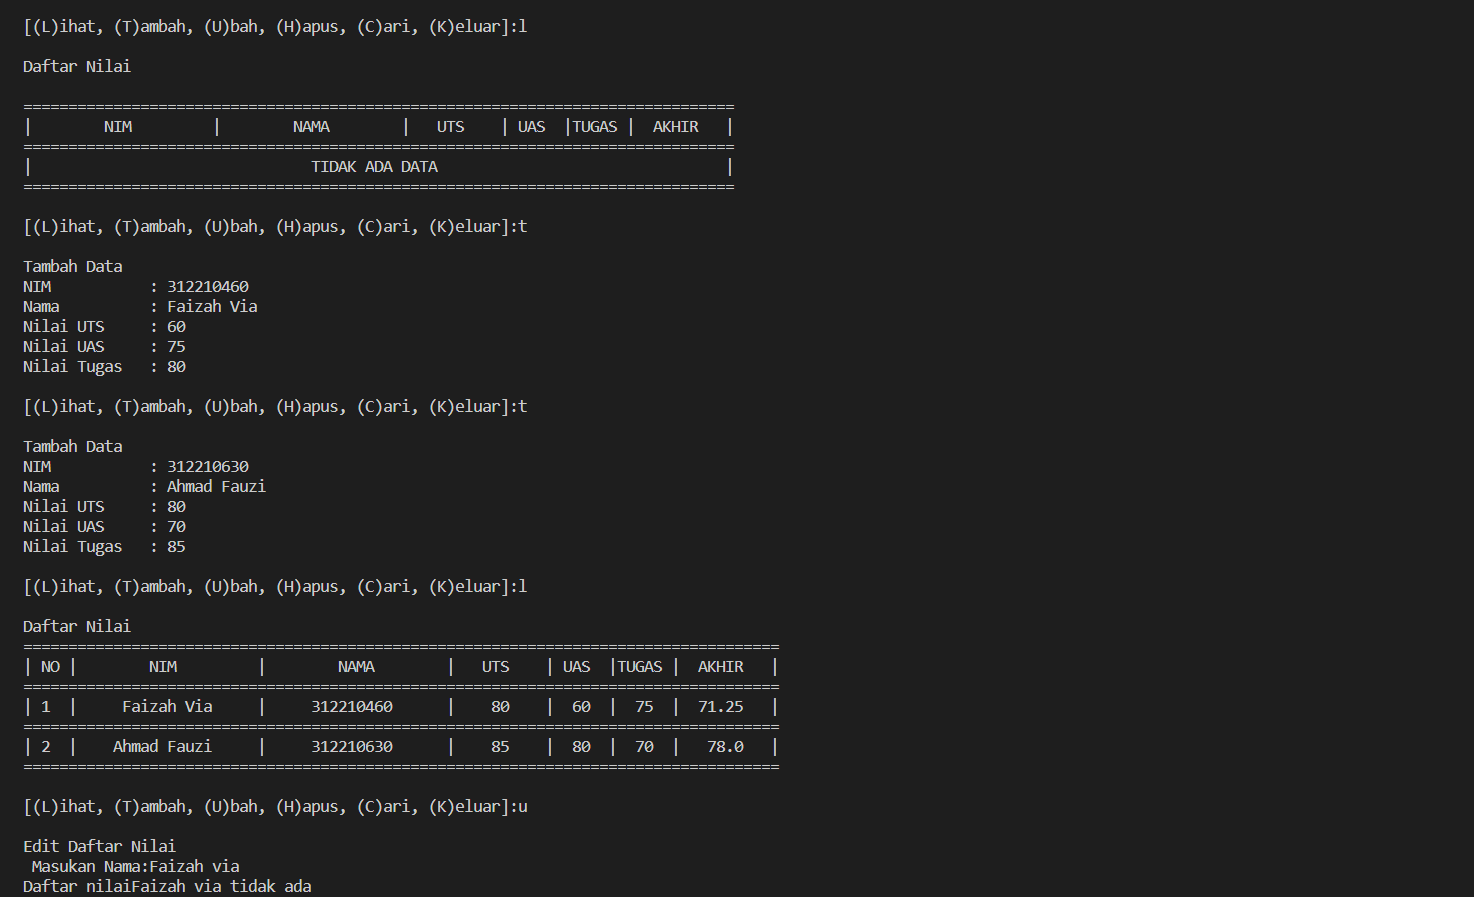 [(L)ihat, (T)ambah, (U)bah, (H)apus, (C)ari, (K)eluar]:l
Daftar Nilai
===============================================================================
|        NIM         |        NAMA        |   UTS    | UAS  |TUGAS |  AKHIR   |
===============================================================================
|                               TIDAK ADA DATA                                |
===============================================================================
[(L)ihat, (T)ambah, (U)bah, (H)apus, (C)ari, (K)eluar]:t
Tambah Data
NIM           : 312210460
Nama          : Faizah Via
Nilai UTS     : 60
Nilai UAS     : 75
Nilai Tugas   : 80
[(L)ihat, (T)ambah, (U)bah, (H)apus, (C)ari, (K)eluar]:t
Tambah Data
NIM           : 312210630
Nama          : Ahmad Fauzi
Nilai UTS     : 80
Nilai UAS     : 70
Nilai Tugas   : 85
[(L)ihat, (T)ambah, (U)bah, (H)apus, (C)ari, (K)eluar]:l
Daftar Nilai
====================================================================================
| NO |        NIM         |        NAMA        |   UTS    | UAS  |TUGAS |  AKHIR   |
====================================================================================
| 1  |     Faizah Via     |     312210460      |    80    |  60  |  75  |  71.25   |
====================================================================================
| 2  |    Ahmad Fauzi     |     312210630      |    85    |  80  |  70  |   78.0   |
====================================================================================
[(L)ihat, (T)ambah, (U)bah, (H)apus, (C)ari, (K)eluar]:u
Edit Daftar Nilai
 Masukan Nama:Faizah via
Daftar nilaiFaizah via tidak ada